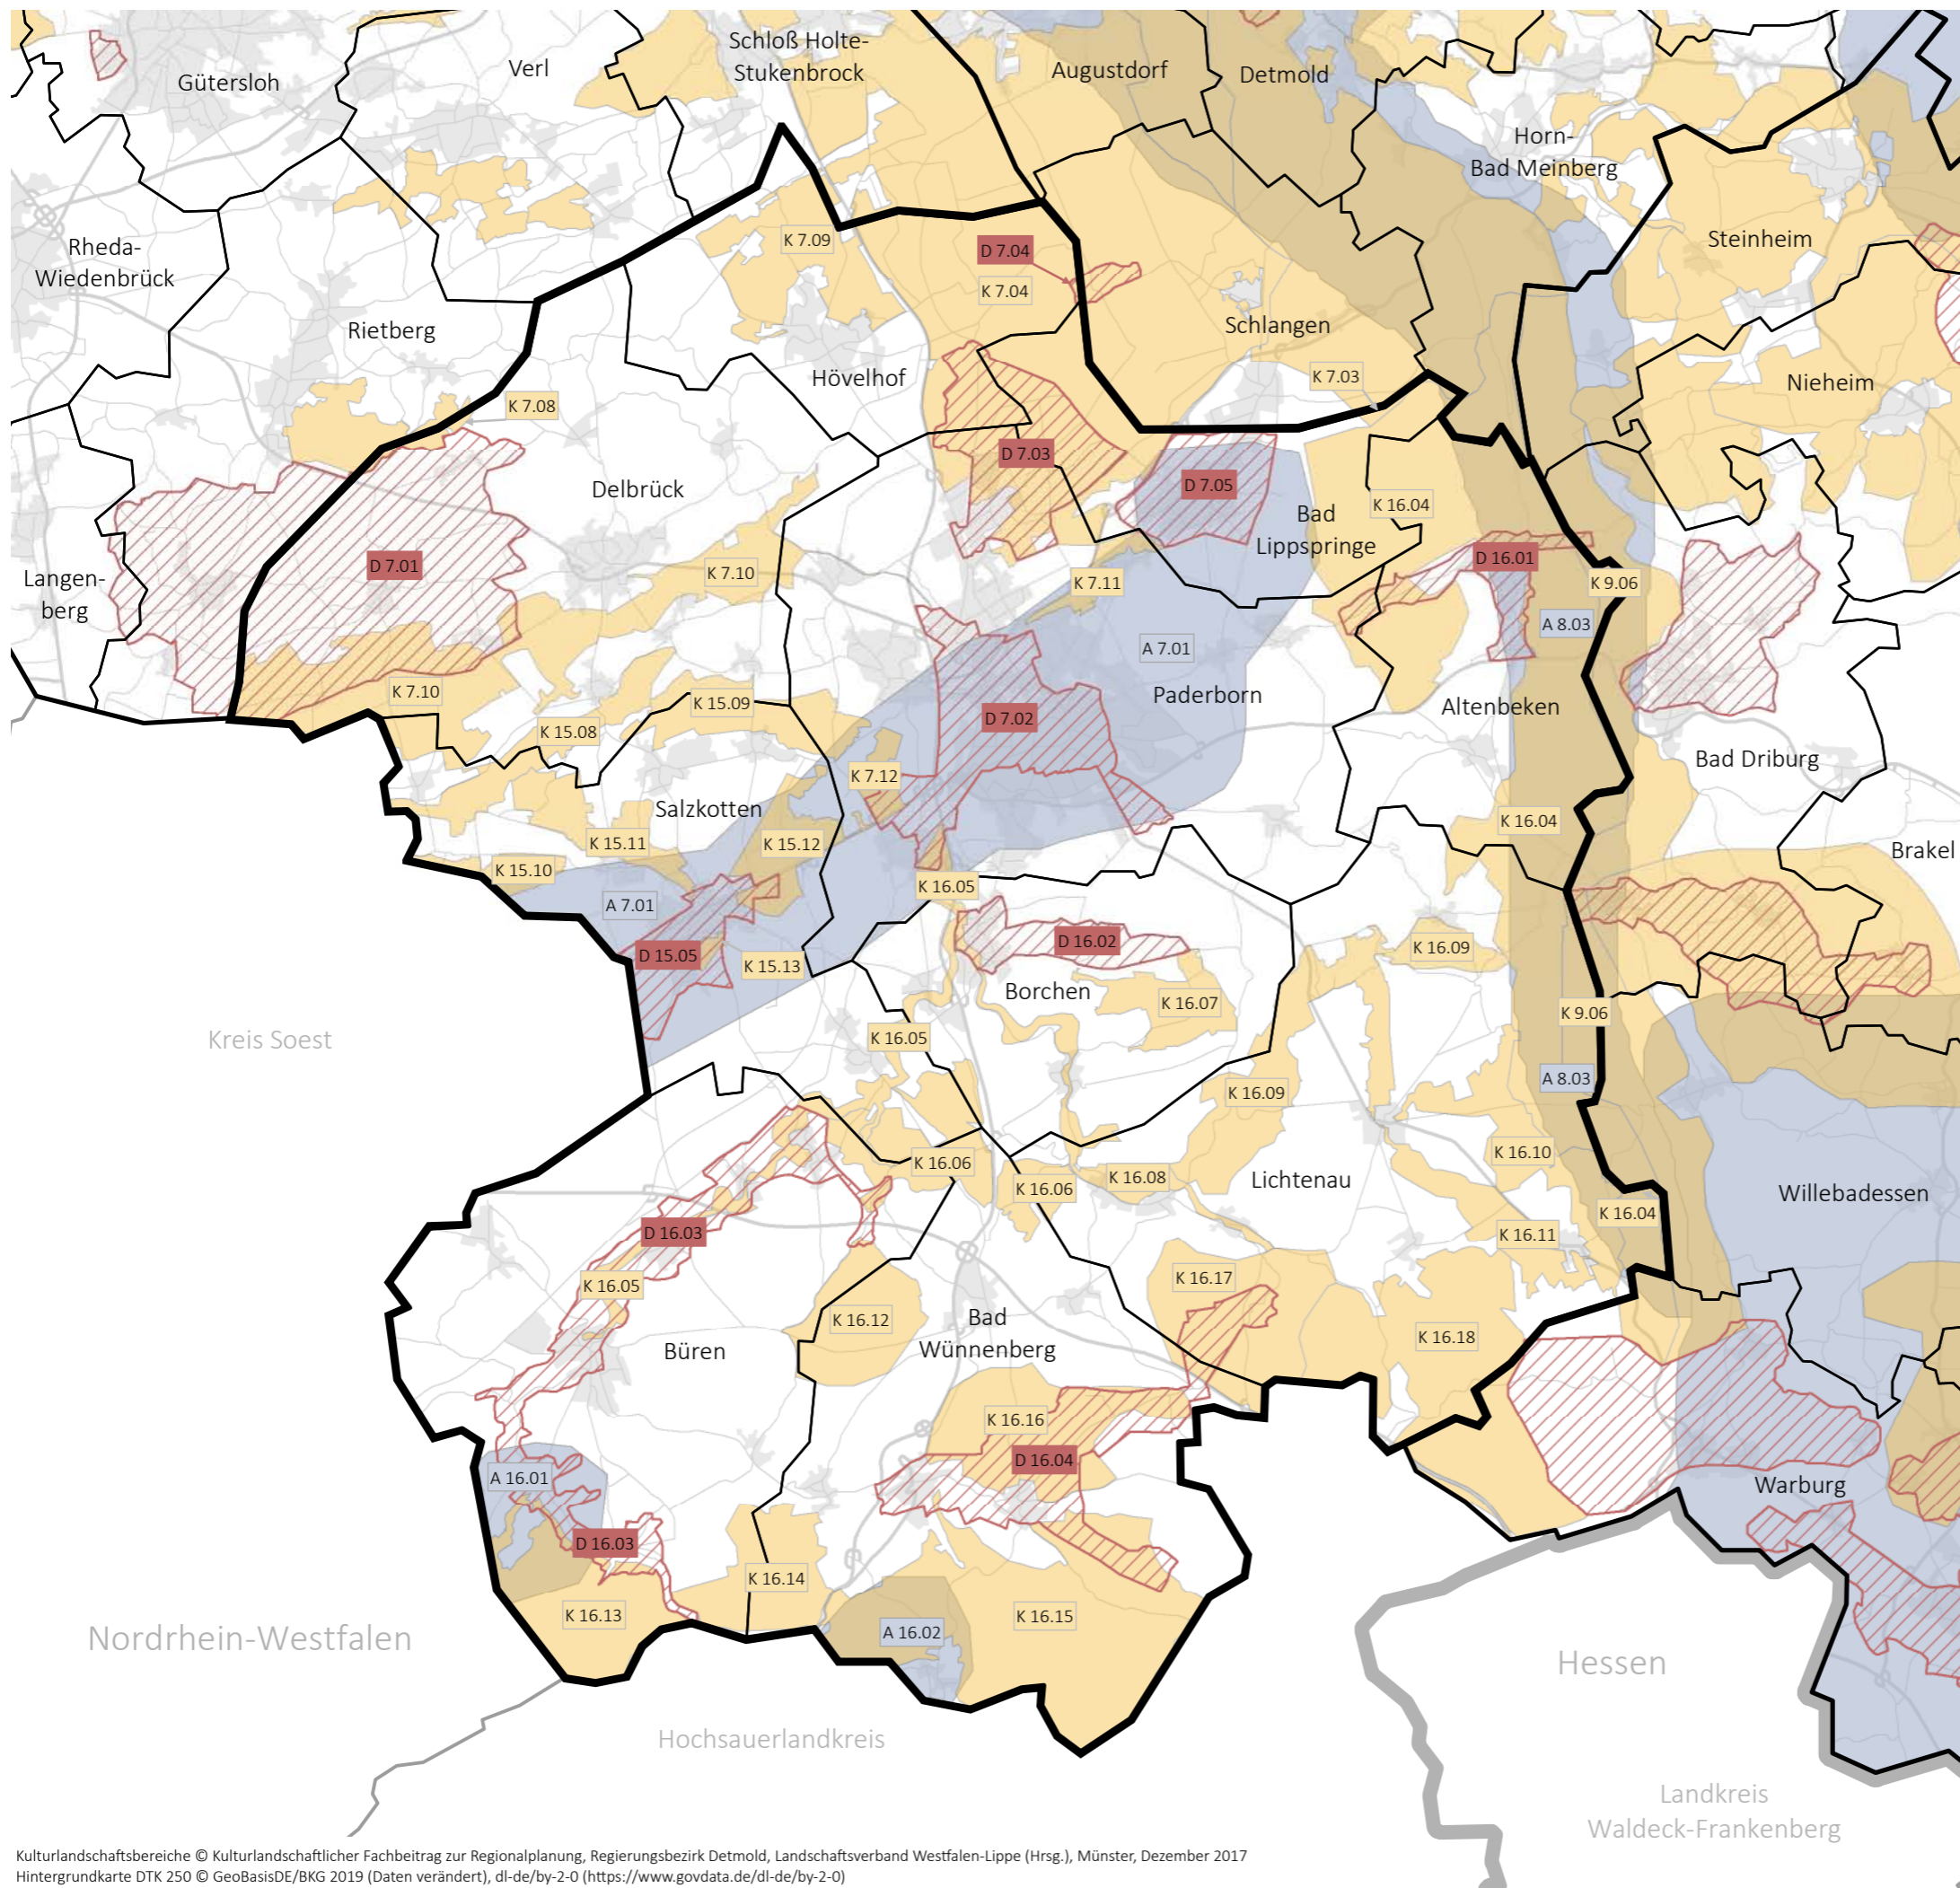 Gütersloh
Verl
Schloß Holte-
Stukenbrock
Augustdorf
Detmold
Horn-
Bad Meinberg
Rheda-
Wiedenbrück
Steinheim
K 7.09
D 7.04
K 7.04
Rietberg
Schlangen
Hövelhof
K 7.03
Nieheim
K 7.08
D 7.03
Delbrück
D 7.05
K 16.04
Bad
Lippspringe
D 7.01
K 7.10
D 16.01
Langen-
berg
K 7.11
K 9.06
A 8.03
A 7.01
K 7.10
Paderborn
K 15.09
D 7.02
Altenbeken
K 15.08
Bad Driburg
K 7.12
Salzkotten
K 16.04
K 15.11
K 15.12
Brakel
K 15.10
K 16.05
A 7.01
D 16.02
K 16.09
D 15.05
K 15.13
Borchen
K 16.07
K 9.06
Kreis Soest
K 16.05
A 8.03
K 16.09
K 16.10
K 16.06
K 16.08
Lichtenau
K 16.06
Willebadessen
K 16.04
D 16.03
K 16.11
K 16.17
K 16.05
K 16.12
Bad
Wünnenberg
K 16.18
Büren
K 16.16
D 16.04
A 16.01
Warburg
D 16.03
K 16.14
K 16.13
K 16.15
A 16.02
Nordrhein-Westfalen
Hessen
Hochsauerlandkreis
Landkreis
Waldeck-Frankenberg
Kulturlandschaftsbereiche © Kulturlandschaftlicher Fachbeitrag zur Regionalplanung, Regierungsbezirk Detmold, Landschaftsverband Westfalen-Lippe (Hrsg.), Münster, Dezember 2017
Hintergrundkarte DTK 250 © GeoBasisDE/BKG 2019 (Daten verändert), dl-de/by-2-0 (https://www.govdata.de/dl-de/by-2-0)